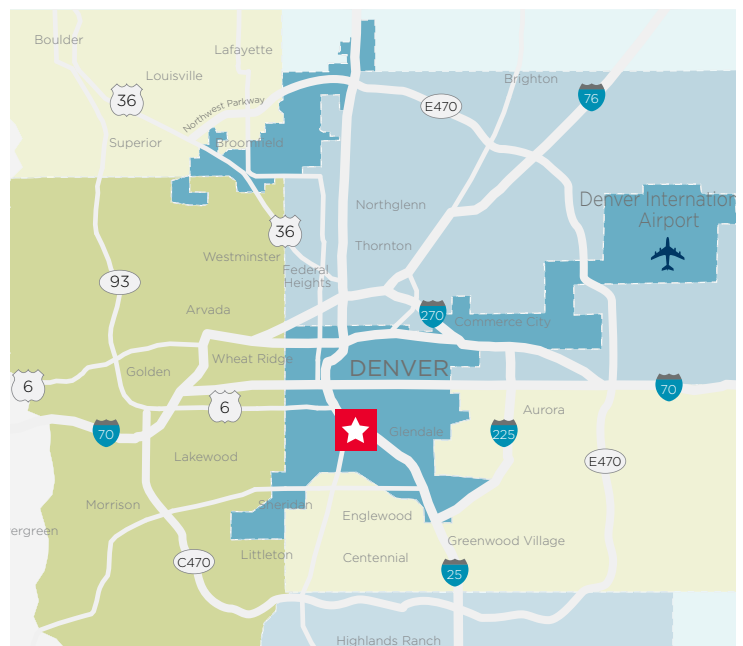 Boulder
Lafayette
Louisville
Brighton
36
Northwest Parkway
E470
76
Superior
Broomfield
Denver Internation
Airport
Northglenn
36
Thornton
Westminster
Federal
Heights
93
Arvada
270
Commerce City
Wheat Ridge
DENVER
Golden
6
70
6
Aurora
70
Glendale
225
Lakewood
E470
Morrison
Sheridan
Englewood
ergreen
Greenwood Village
Littleton
Centennial
C470
25
Highlands Ranch